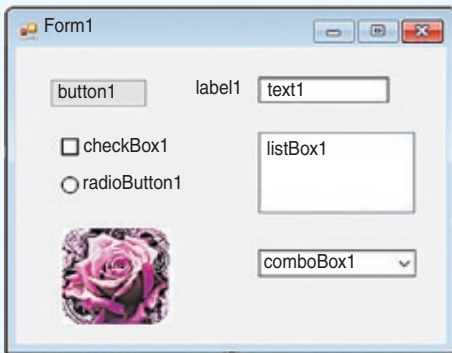 Form1
button1
label1
text1
checkBox1
radioButton1
listBox1
comboBox1